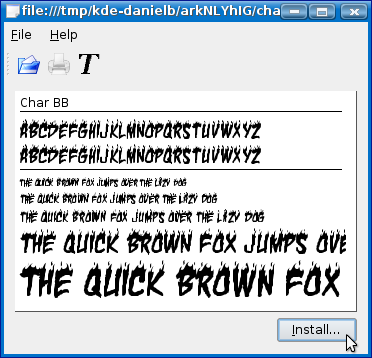 file:///tmp/kde-danielb/arkNLYhIG/cha
File Help
T
Char BB
ABCDEFGHIJKLMNOPQRSTUVWXYZ
ABCDEFGHIJKLMNOPQRSTUVWXYZ
THE QUICK BROWN FOX JUMPS OVER THE LAZY DOG
THE QUICK BROWN FOX JUMPS OVER THE LAZY DOG
THE QUICK BROWN FOX JUMPS OVER THE LAZY DOG
THE QUICK BROWN FOX JUMPS OVE
THE QUICK BROWN FOX
Install...